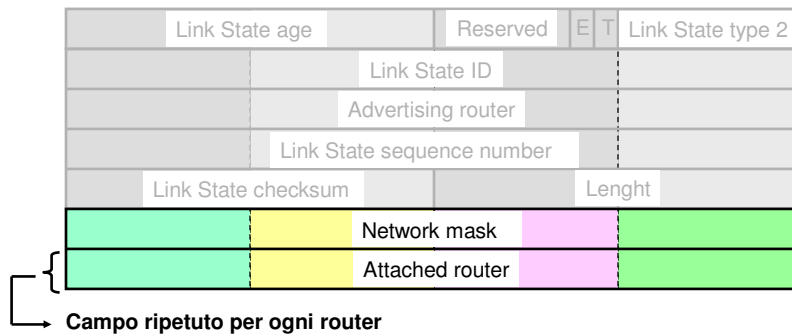 Link State age Reserved E T Link State type 2
Link State ID
Advertising router
Link State sequence number
Link State checksum Lenght
Network mask
Attached router
Campo ripetuto per ogni router